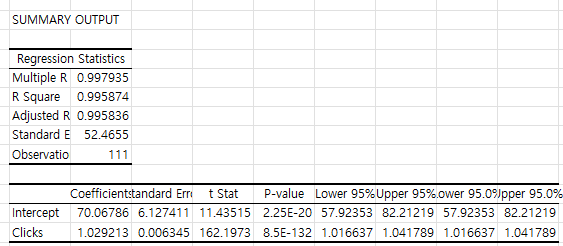 SUMMARY OUTPUT
Regression Statistics
Multiple R 0.997935
R Square 0.995874
Adjusted R 0.995836
Standard E 52.4655
Observatio 111
Coefficients tandard Erro t Stat P-value Lower 95% Upper 95% ower 95.0% Upper 95.0%
Intercept 70.06786 6.127411 11.43515 2.25E-20 57.92353 82.21219 57.92353 82.21219
Clicks 1.029213 0.006345 162.1973 8.5E-132 1.016637 1.041789 1.016637 1.041789